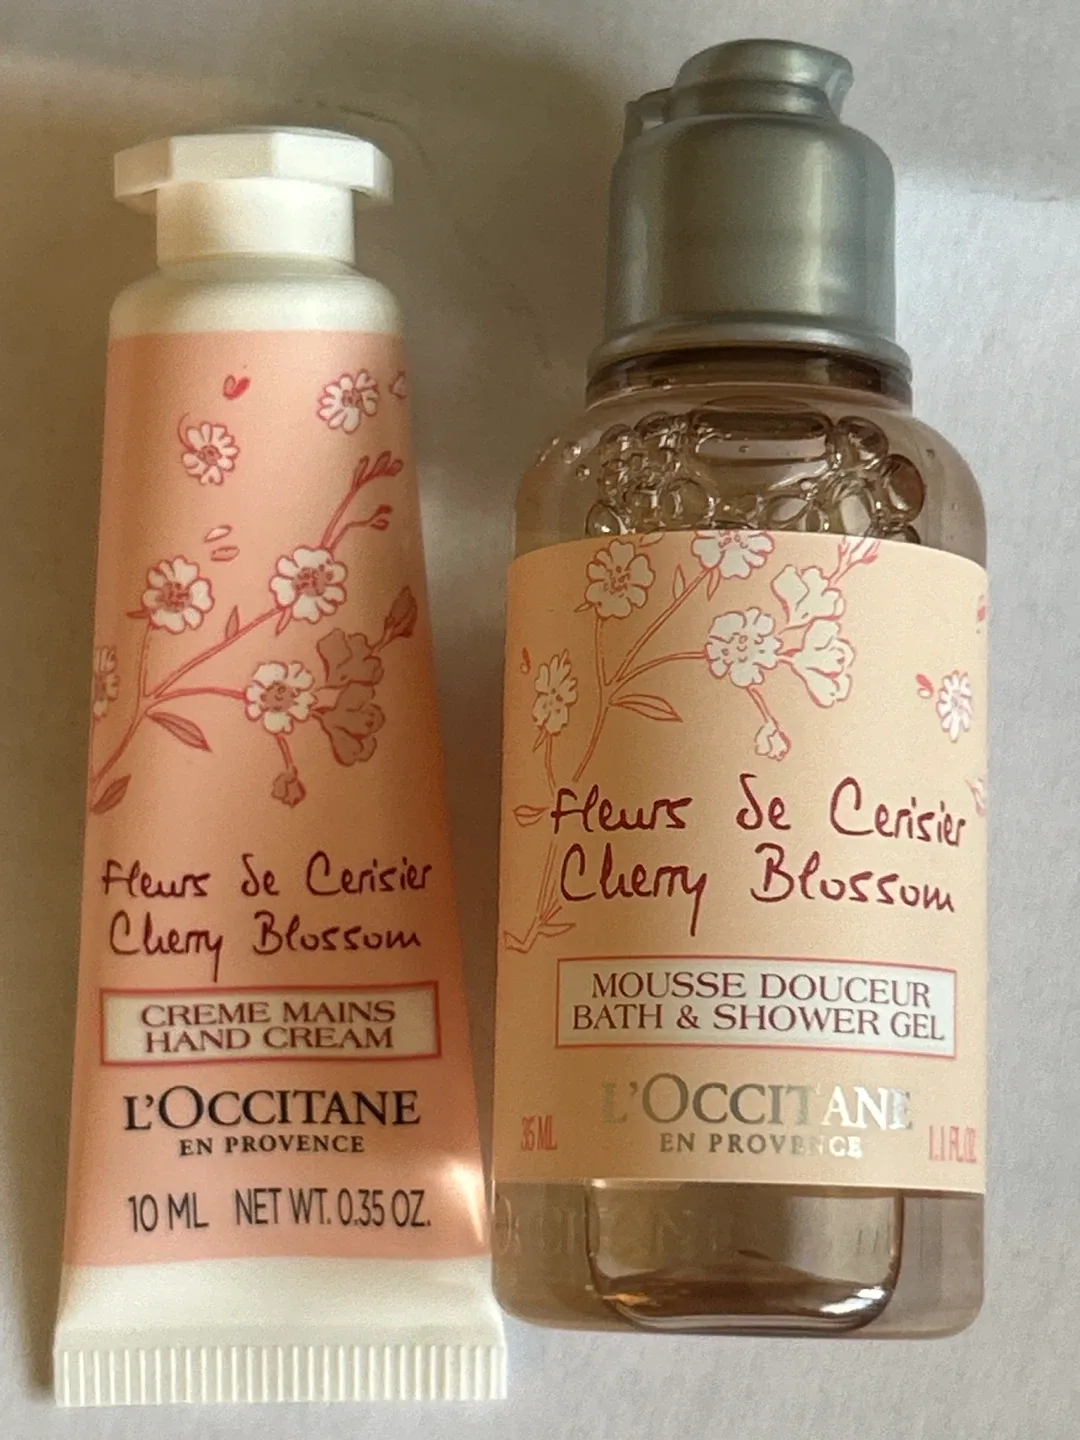 Fleurs de Cerisier
Cherry Blossom
CREME MAINS
HAND CREAM
L'OCCITANE
EN PROVENCE
10 ML NET WT. 0.35 OZ.
Fleurs de Cerisier
Cherry Blossom
MOUSSE DOUCEUR
BATH & SHOWER GEL
L'OCCITANE
EN PROVENCE
35 ML 1.1 FL.OZ